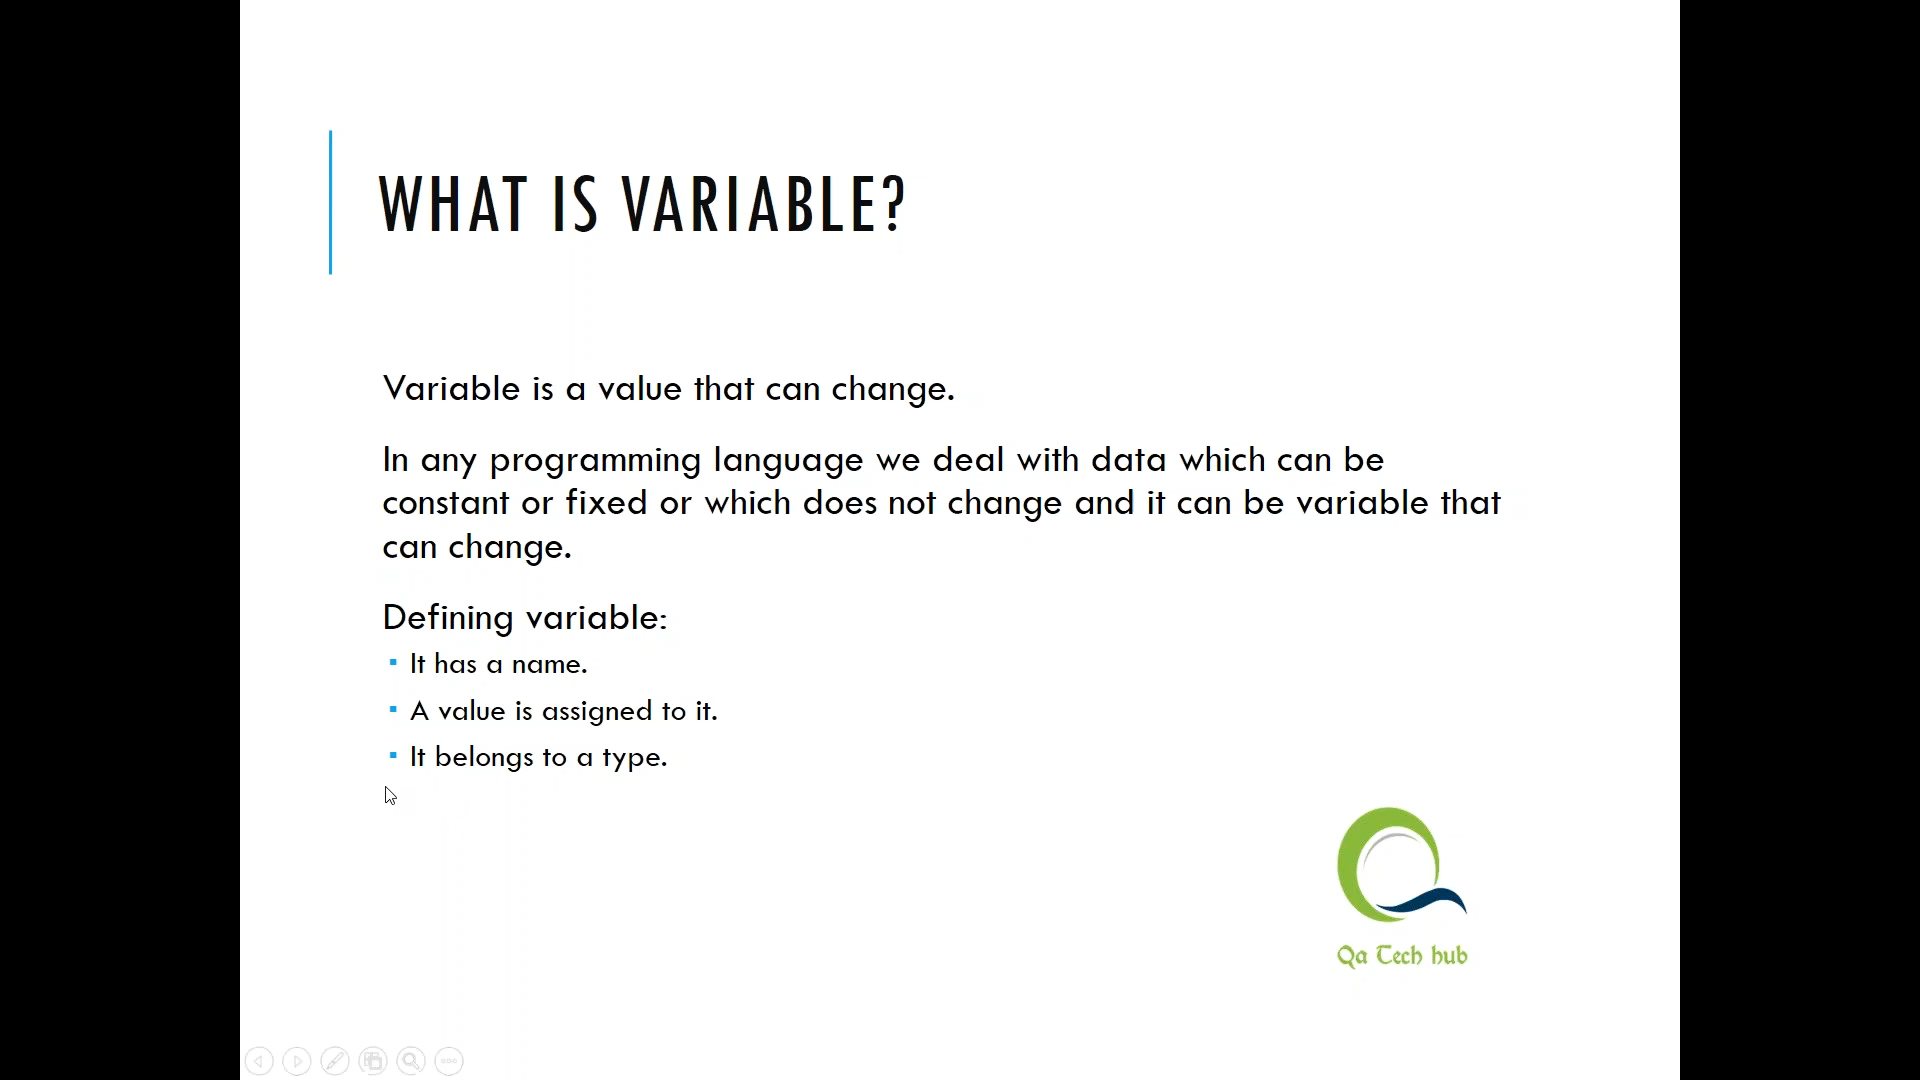 WHAT IS VARIABLE?
Variable is a value that can change.
In any programming language we deal with data which can be
constant or fixed or which does not change and it can be variable that
can change.
Defining variable:
It has a name.
A value is assigned to it.
It belongs to a type.
Qa Tech hub